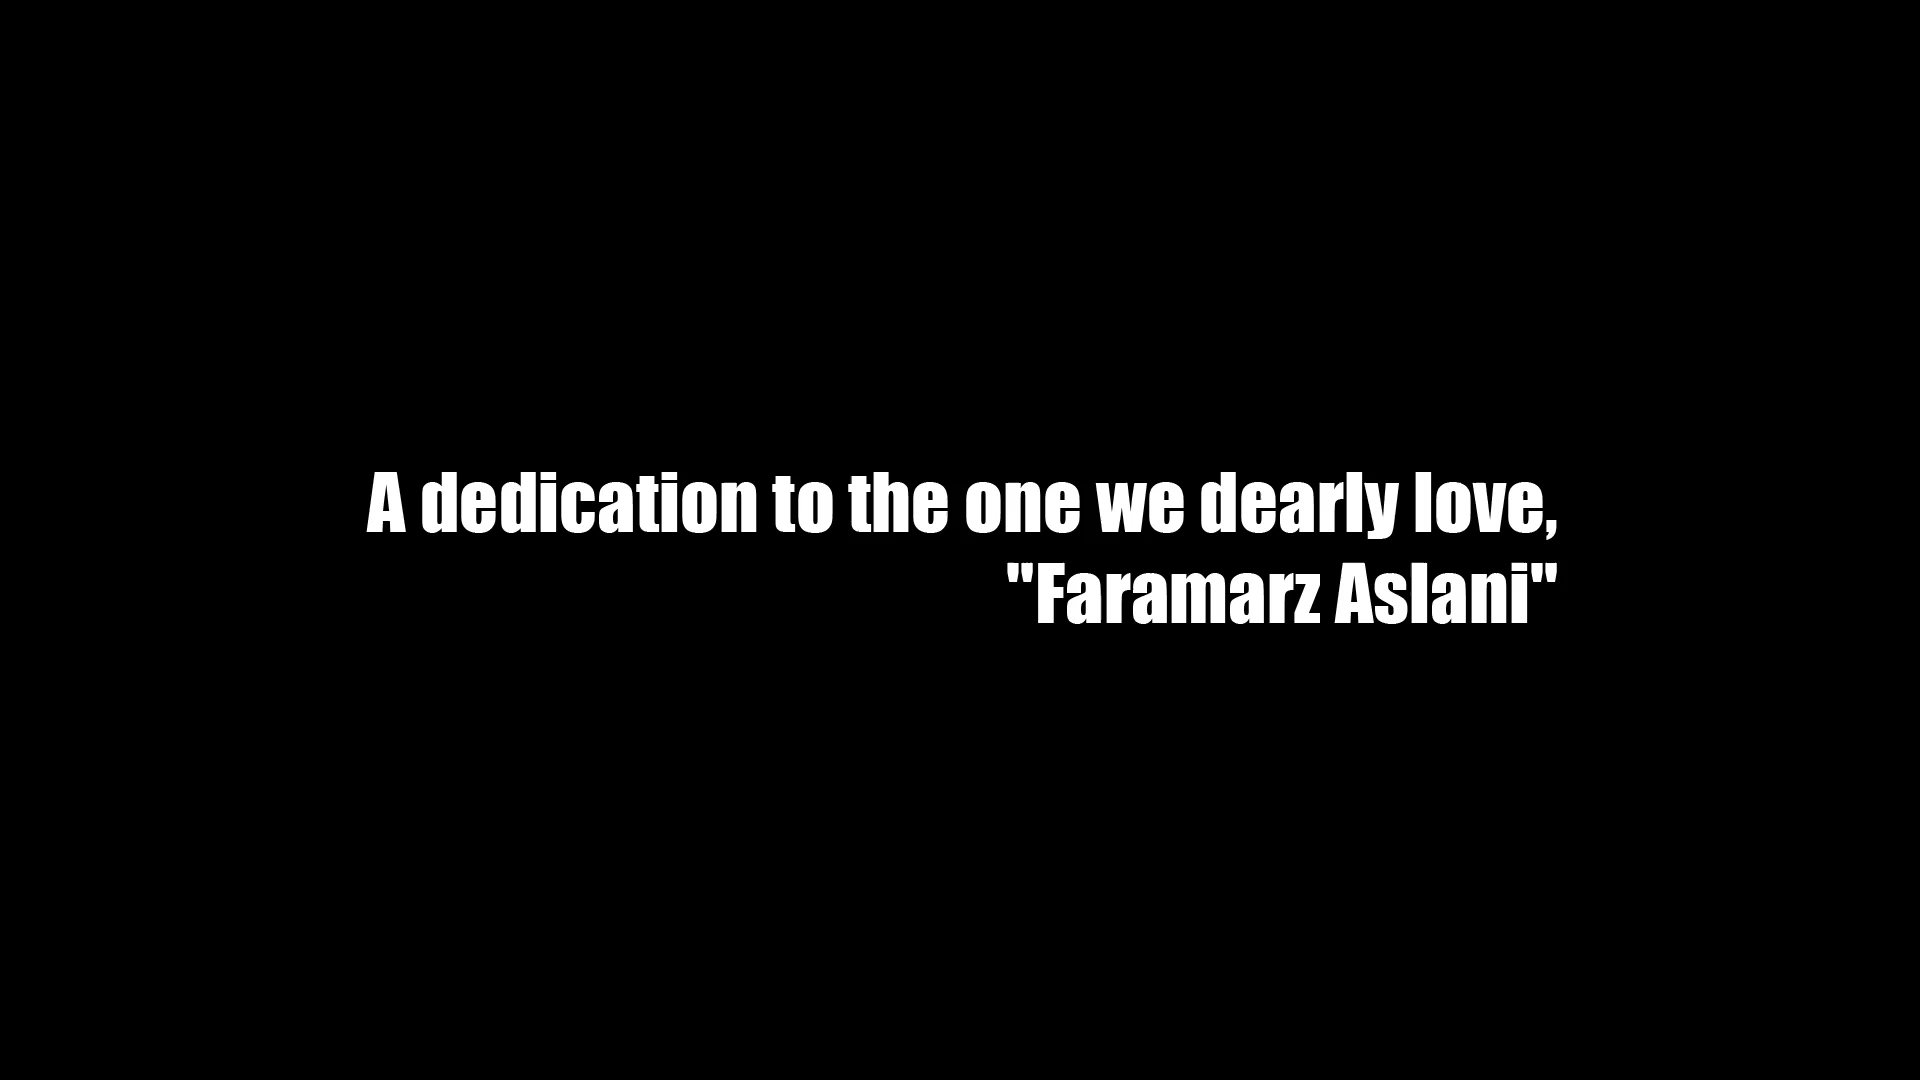 A dedication to the one we dearly love,
"Faramarz Aslani"